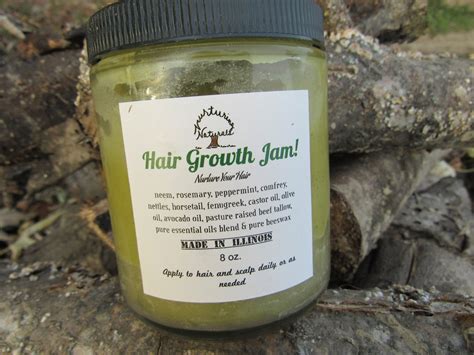 Nurturing
Naturall
Hair Growth Jam!
Nurture Your Hair
neem, rosemary, peppermint, comfrey,
nettles, horsetail, fenugreek, castor oil, olive
oil, avocado oil, pasture raised beef tallow,
pure essential oils blend & pure beeswax
MADE IN ILLINOIS
8 oz.
Apply to hair and scalp daily or as
needed